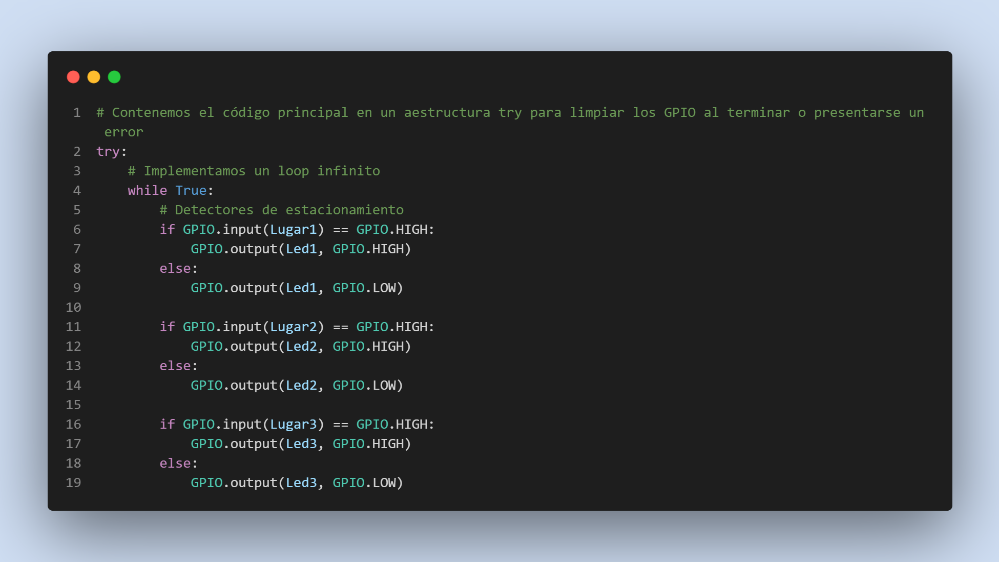 1 # Contenemos el código principal en un aestructura try para limpiar los GPIO al terminar o presentarse un
error
2 try:
3     # Implementamos un loop infinito
4     while True:
5         # Detectores de estacionamiento
6         if GPIO.input(Lugar1) == GPIO.HIGH:
7             GPIO.output(Led1, GPIO.HIGH)
8         else:
9             GPIO.output(Led1, GPIO.LOW)
10
11         if GPIO.input(Lugar2) == GPIO.HIGH:
12             GPIO.output(Led2, GPIO.HIGH)
13         else:
14             GPIO.output(Led2, GPIO.LOW)
15
16         if GPIO.input(Lugar3) == GPIO.HIGH:
17             GPIO.output(Led3, GPIO.HIGH)
18         else:
19             GPIO.output(Led3, GPIO.LOW)